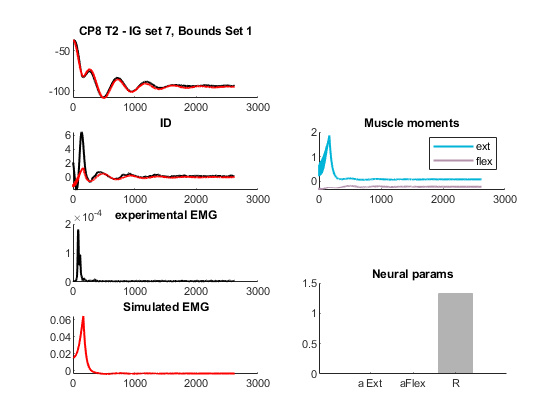 CP8 T2 - IG set 7, Bounds Set 1
-50
-100
0 1000 2000 3000
ID
6
4
2
0
0 1000 2000 3000
Muscle moments
2
1
0
ext
flex
0 1000 2000 3000
×10⁻⁴
experimental EMG
2
1
0
0 1000 2000 3000
Simulated EMG
0.06
0.04
0.02
0
0 1000 2000 3000
Neural params
1.5
1
0.5
0
a Ext aFlex R